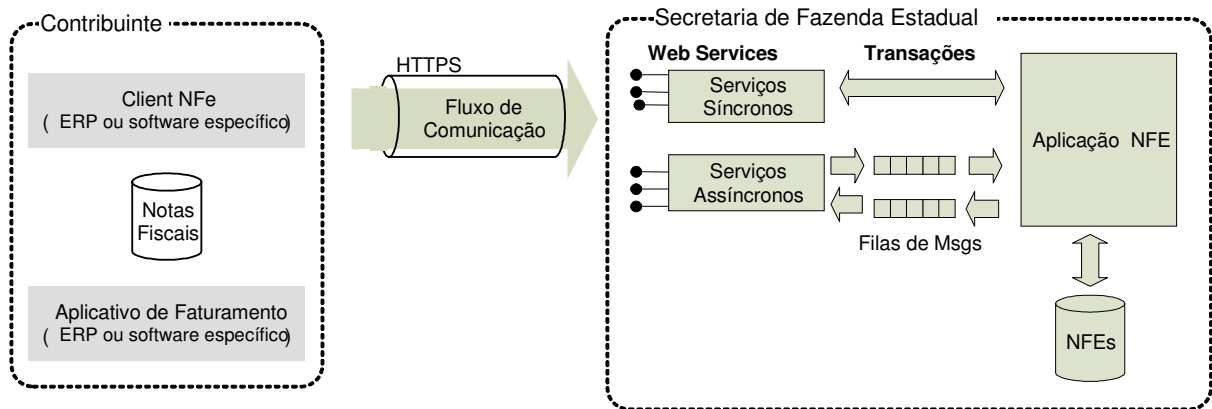 Contribuinte
Client NFe
( ERP ou software específico)
Notas
Fiscais
Aplicativo de Faturamento
( ERP ou software específico)
HTTPS
Fluxo de
Comunicação
Secretaria de Fazenda Estadual
Web Services
Transações
Serviços
Síncronos
Serviços
Assíncronos
Filas de Msgs
Aplicação NFE
NFEs